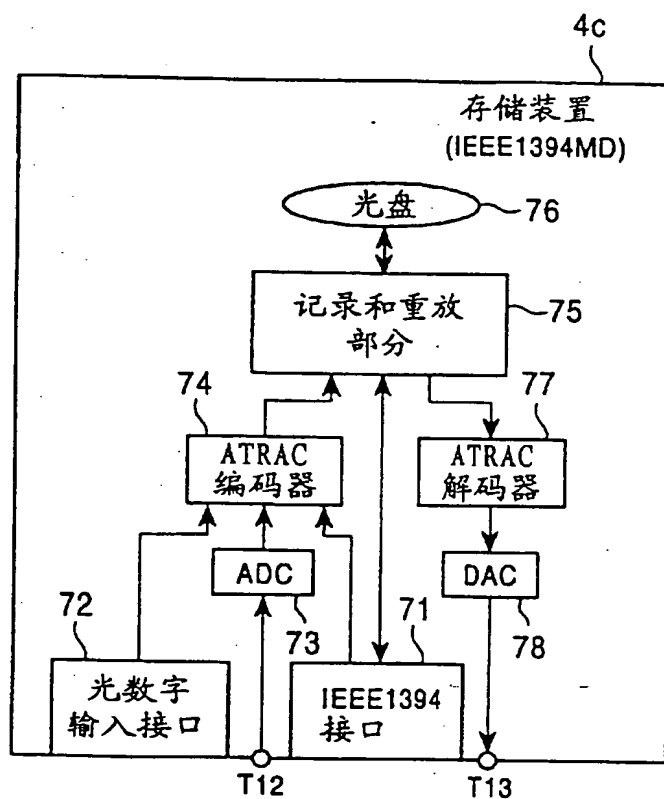 4c
存储装置
(IEEE1394MD)
光盘
76
记录和重放
部分
75
74
77
ATRAC
编码器
ATRAC
解码器
ADC
DAC
72
73
71
78
光数字
输入接口
IEEE1394
接口
T12
T13